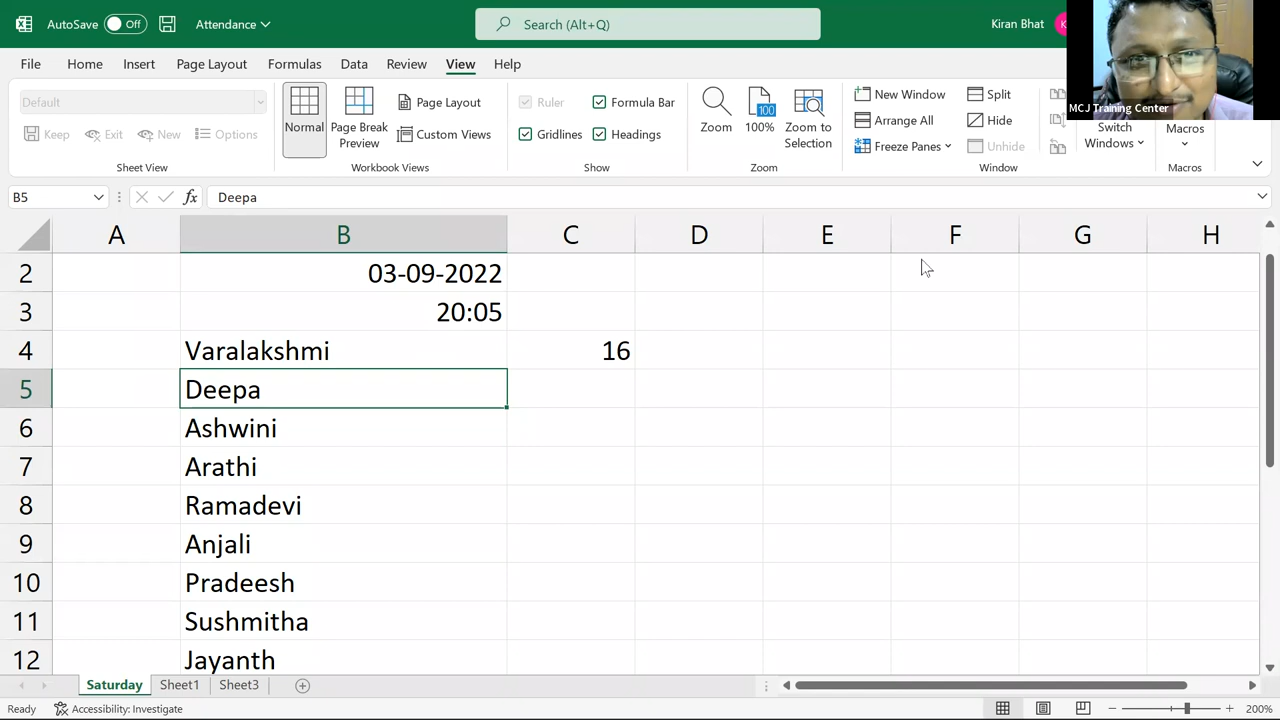 AutoSave Off Attendance Search (Alt+Q) Kiran Bhat K
File Home Insert Page Layout Formulas Data Review View Help
MCJ Training Center
Default
Keep Exit New Options
Sheet View
Normal
Page Break Preview
Page Layout
Custom Views
Workbook Views
Ruler Formula Bar
Gridlines Headings
Show
Zoom
100
100%
Zoom to Selection
Zoom
New Window
Arrange All
Freeze Panes
Split
Hide
Unhide
Switch Windows
Window
Macros
Macros
B5 fx Deepa
A B C D E F G H
2 03-09-2022
3 20:05
4 Varalakshmi 16
5 Deepa
6 Ashwini
7 Arathi
8 Ramadevi
9 Anjali
10 Pradeesh
11 Sushmitha
12 Jayanth
Saturday Sheet1 Sheet3
Ready Accessibility: Investigate 200%